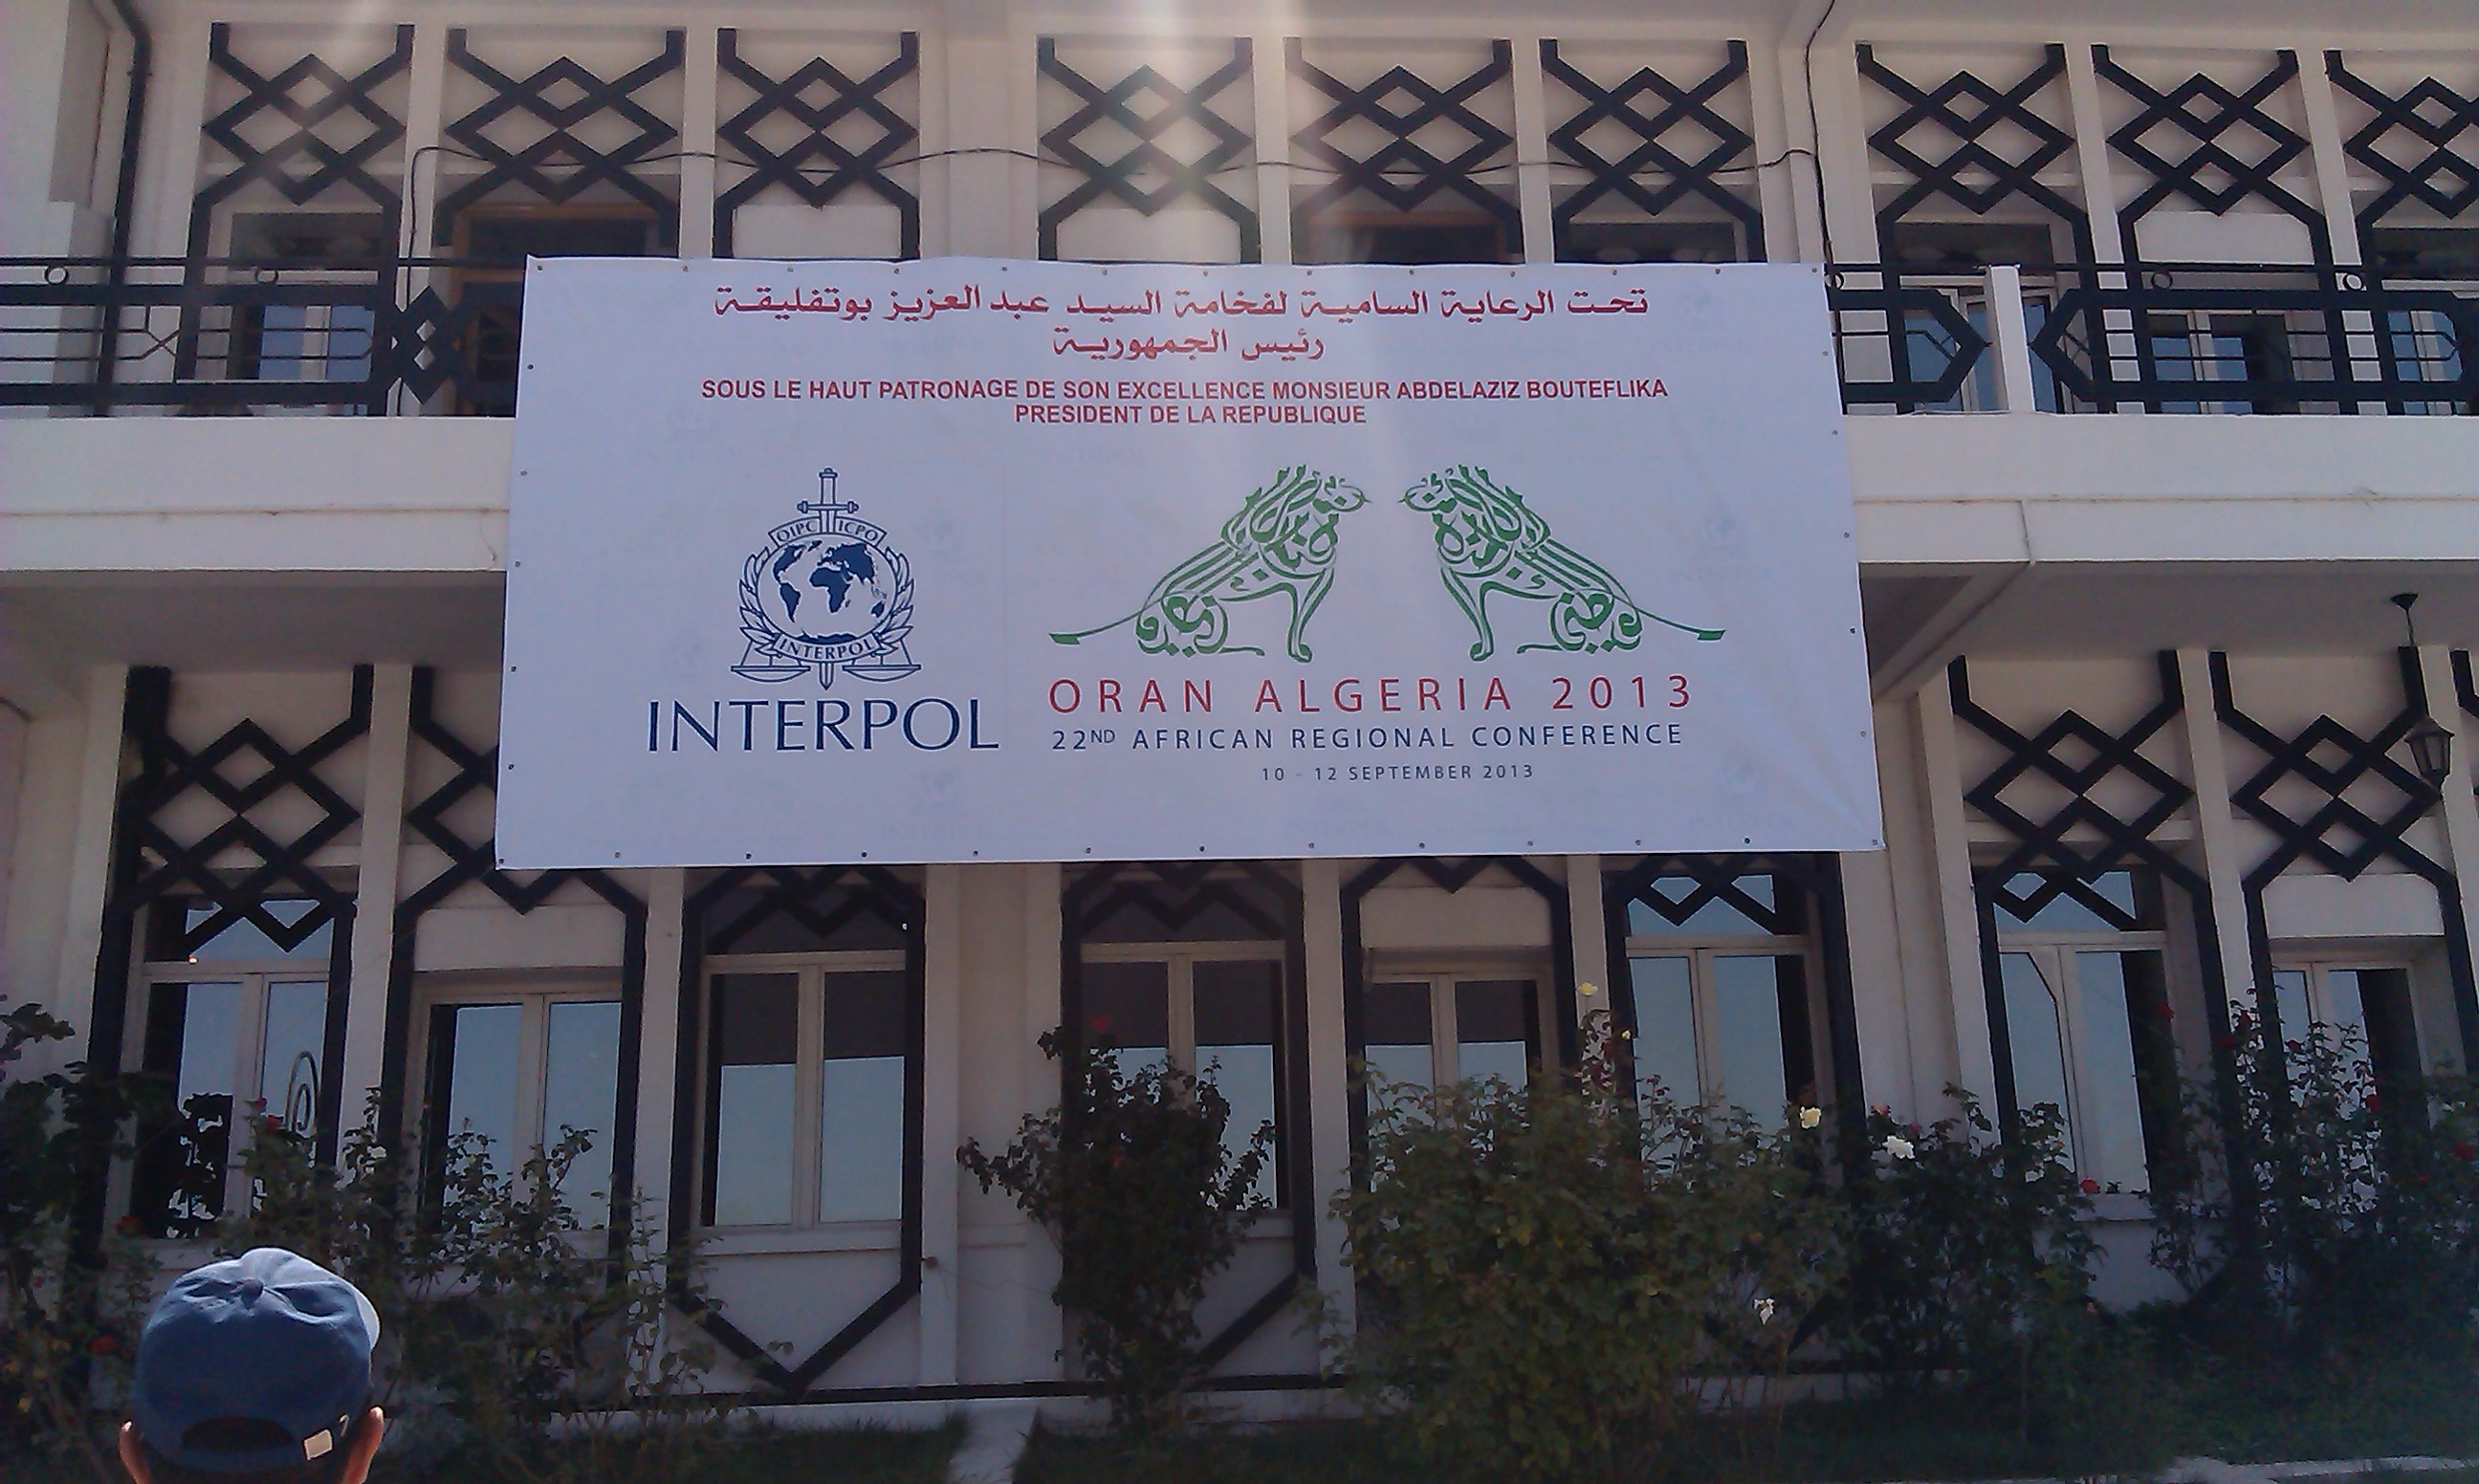 تحت الرعاية السامية لفخامة السيد عبد العزيز بوتفليقة
رئيس الجمهورية
SOUS LE HAUT PATRONAGE DE SON EXCELLENCE MONSIEUR ABDELAZIZ BOUTEFLIKA
PRESIDENT DE LA REPUBLIQUE
OIPC ICPO
INTERPOL
INTERPOL
ORAN ALGERIA 2013
22ND AFRICAN REGIONAL CONFERENCE
10 - 12 SEPTEMBER 2013